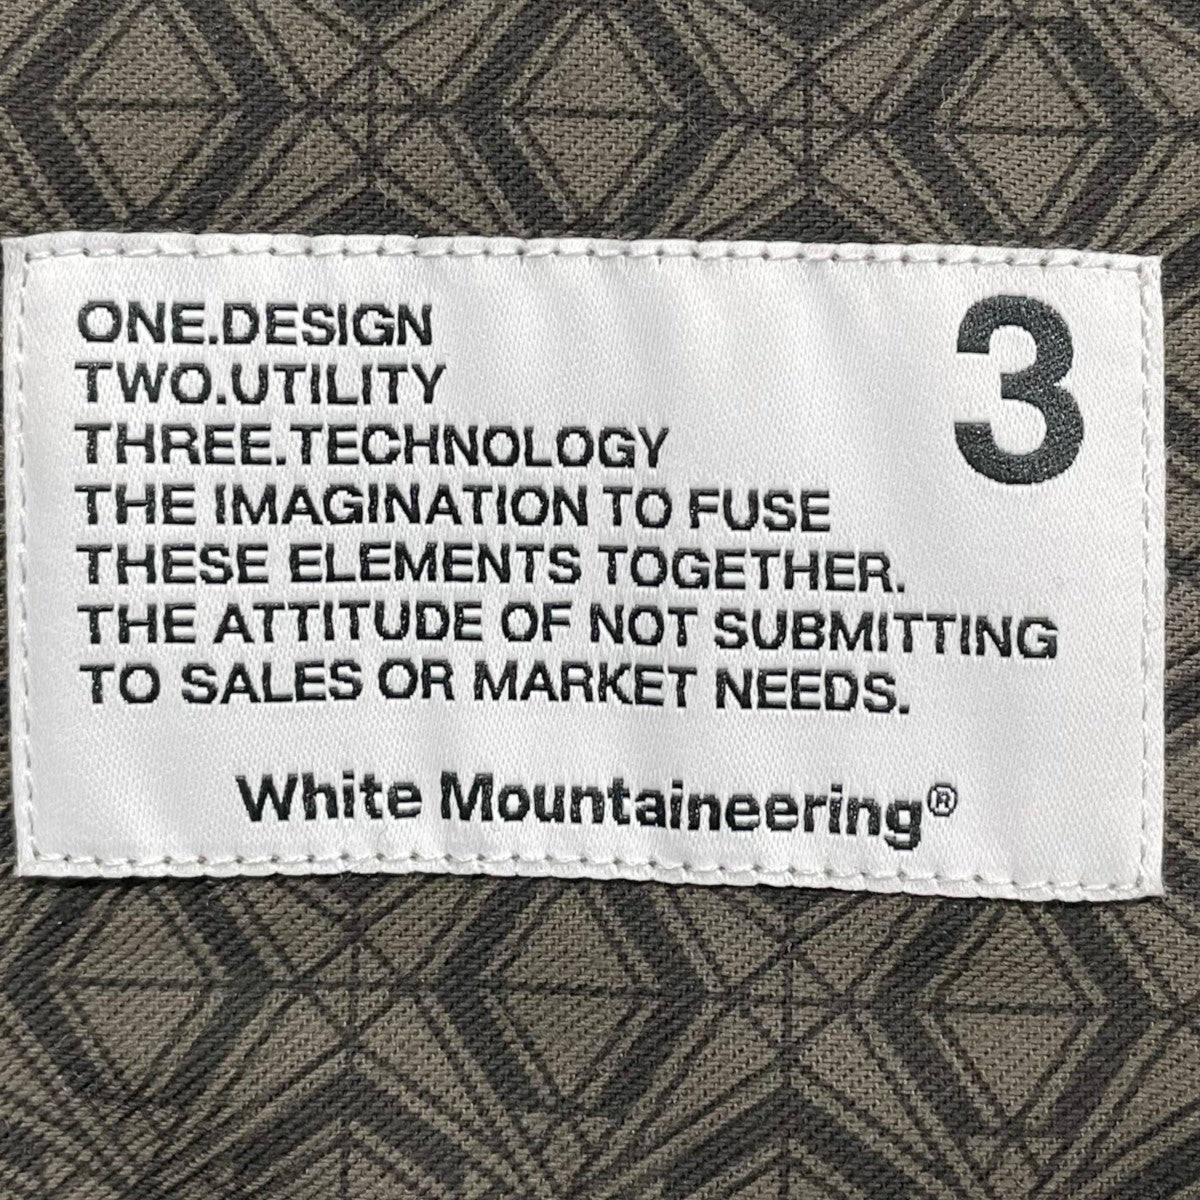 ONE.DESIGN
3
TWO.UTILITY
THREE.TECHNOLOGY
THE IMAGINATION TO FUSE
THESE ELEMENTS TOGETHER.
THE ATTITUDE OF NOT SUBMITTING
TO SALES OR MARKET NEEDS.
White Mountaineering®